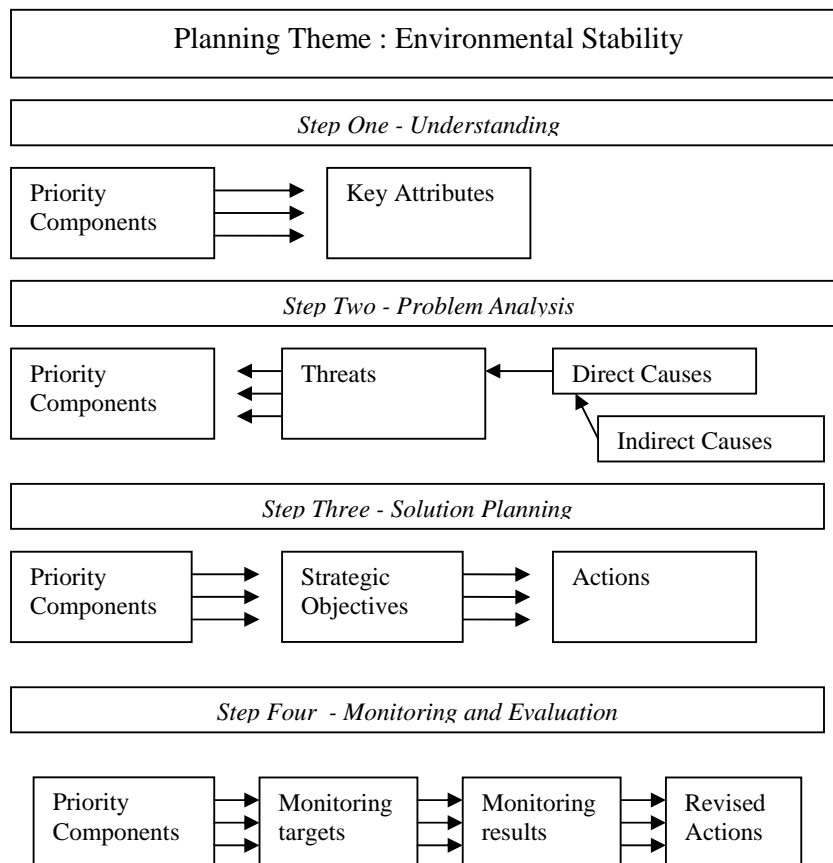 Planning Theme : Environmental Stability
Step One - Understanding
Priority
Components
Key Attributes
Step Two - Problem Analysis
Priority
Components
Threats
Direct Causes
Indirect Causes
Step Three - Solution Planning
Priority
Components
Strategic
Objectives
Actions
Step Four  - Monitoring and Evaluation
Priority
Components
Monitoring
targets
Monitoring
results
Revised
Actions